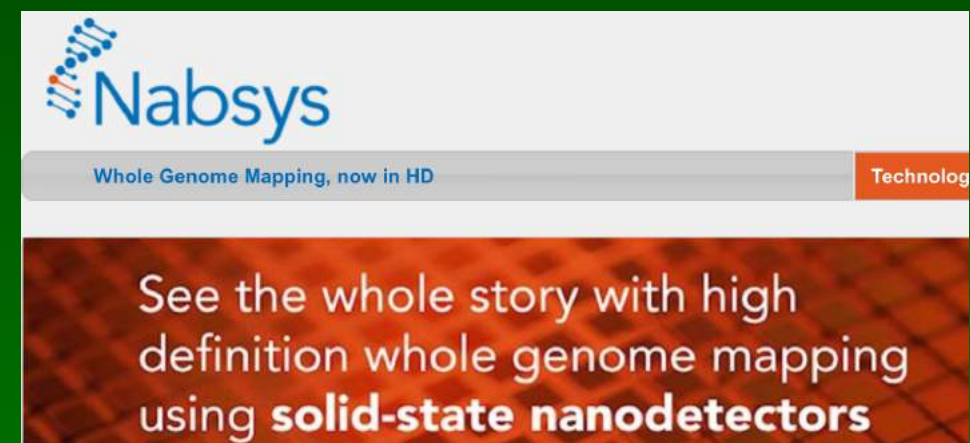 Nabsys
Whole Genome Mapping, now in HD
Technolog
See the whole story with high
definition whole genome mapping
using solid-state nanodetectors